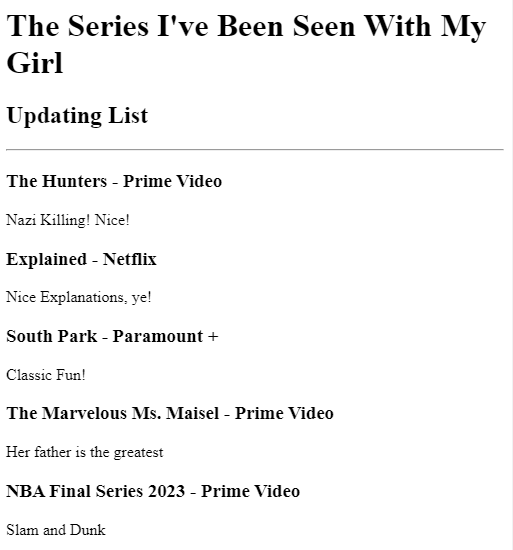 The Series I've Been Seen With My
Girl
Updating List
The Hunters - Prime Video
Nazi Killing! Nice!
Explained - Netflix
Nice Explanations, ye!
South Park - Paramount +
Classic Fun!
The Marvelous Ms. Maisel - Prime Video
Her father is the greatest
NBA Final Series 2023 - Prime Video
Slam and Dunk